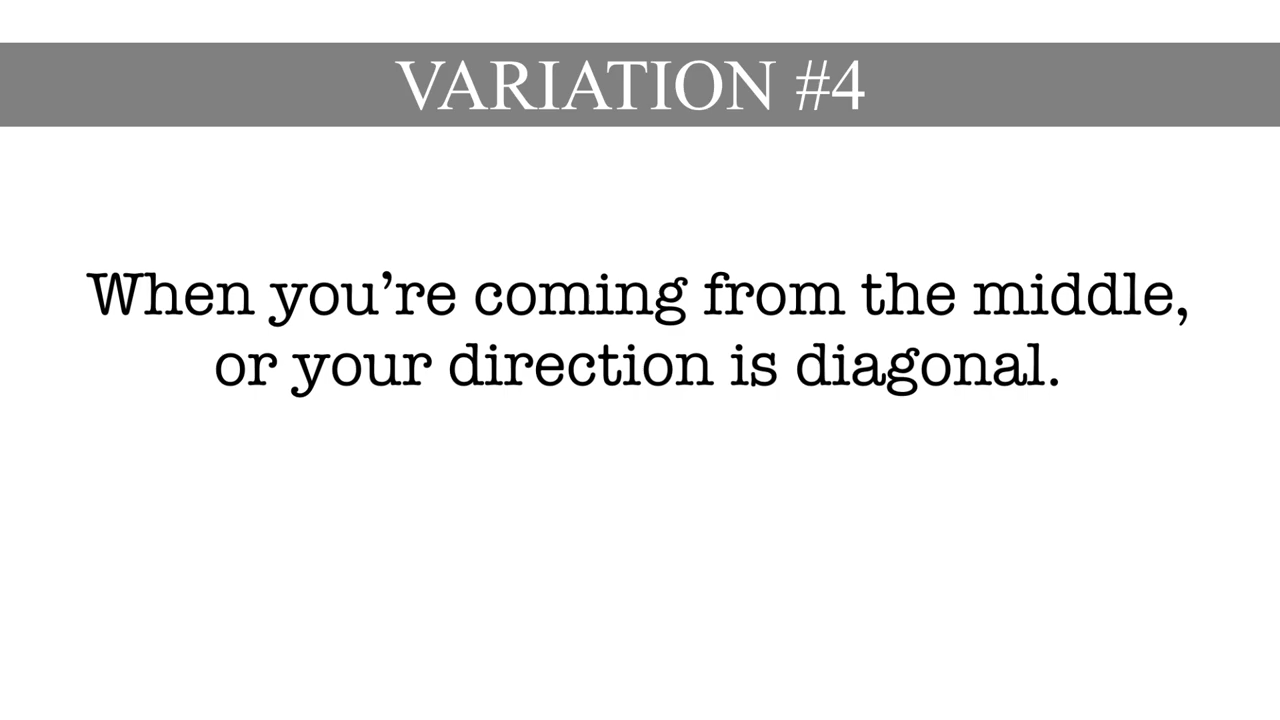 VARIATION #4
When you’re coming from the middle,
or your direction is diagonal.